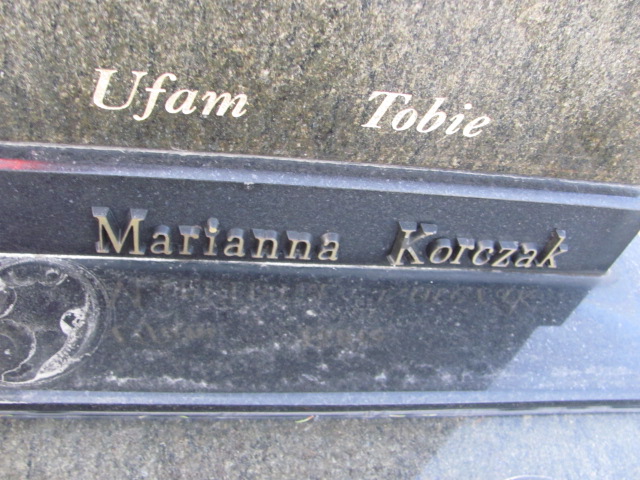 Ufam Tobie
Marianna Korczak